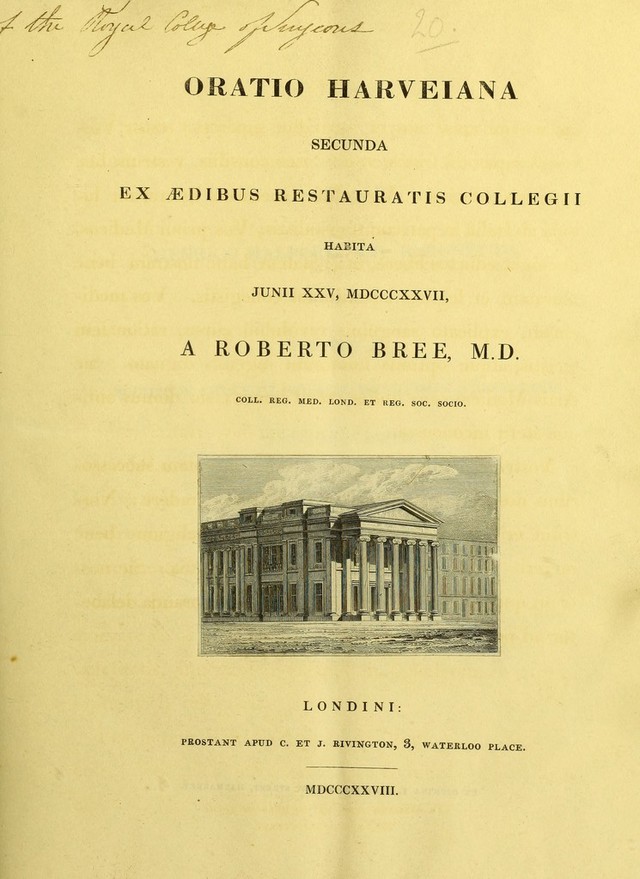 of the Royal College of Surgeons 20.
ORATIO HARVEIANA
SECUNDA
EX ÆDIBUS RESTAURATIS COLLEGII
HABITA
JUNII XXV, MDCCCXXVII,
A ROBERTO BREE, M.D.
COLL. REG. MED. LOND. ET REG. SOC. SOCIO.
LONDINI:
PROSTANT APUD C. ET J. RIVINGTON, 3, WATERLOO PLACE.
MDCCCXXVIII.